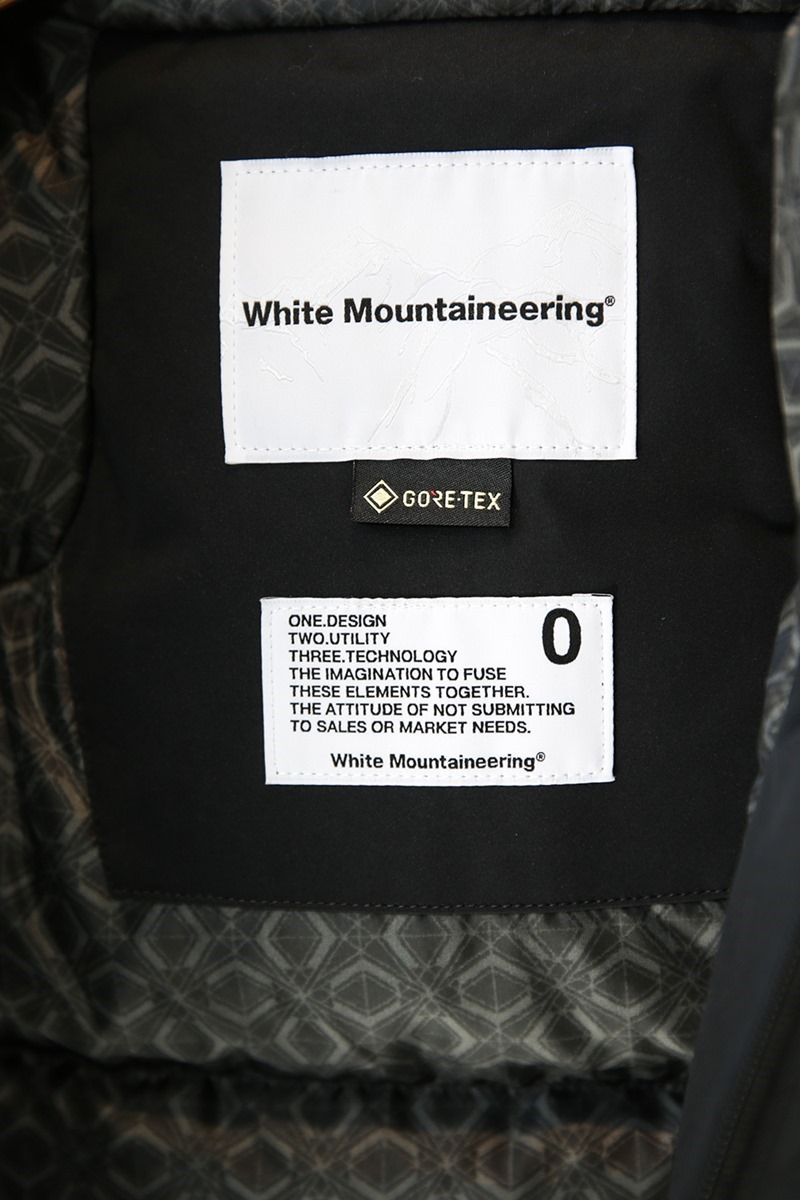 White Mountaineering®
GORE-TEX
ONE.DESIGN
0
TWO.UTILITY
THREE.TECHNOLOGY
THE IMAGINATION TO FUSE
THESE ELEMENTS TOGETHER.
THE ATTITUDE OF NOT SUBMITTING
TO SALES OR MARKET NEEDS.
White Mountaineering®